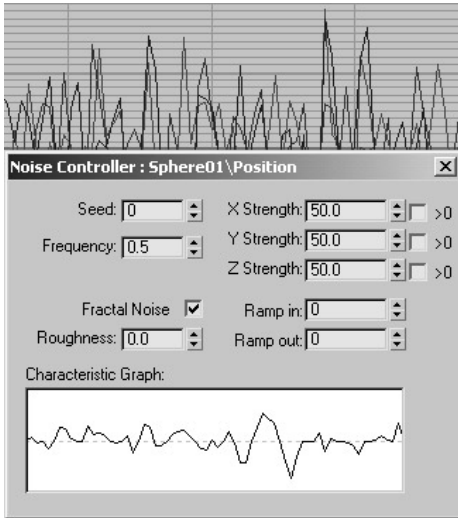 Noise Controller : Sphere01\Position
Seed: 0
X Strength: 50.0 >0
Frequency: 0.5
Y Strength: 50.0 >0
Z Strength: 50.0 >0
Fractal Noise
Ramp in: 0
Roughness: 0.0
Ramp out: 0
Characteristic Graph: